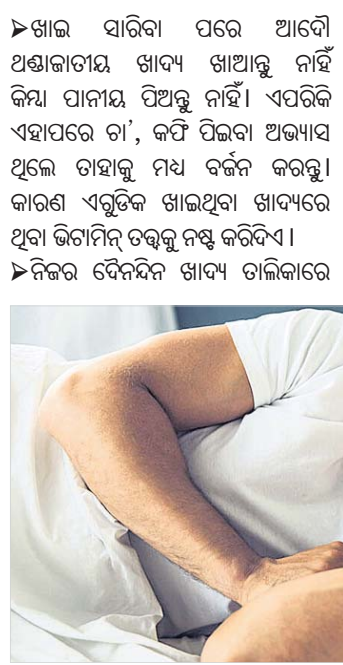 ➤ଖାଇ ସାରିବା ପରେ ଆଦୌ
ଥଣ୍ଡାଜାତୀୟ ଖାଦ୍ୟ ଖାଆନ୍ତୁ ନାହିଁ
କିମ୍ବା ପାନୀୟ ପିଅନ୍ତୁ ନାହିଁ। ଏପରିକି
ଏହାପରେ ଚା’, କଫି ପିଇବା ଅଭ୍ୟାସ
ଥିଲେ ତାହାକୁ ମଧ୍ୟ ବର୍ଜନ କରନ୍ତୁ।
କାରଣ ଏଗୁଡିକ ଖାଇଥିବା ଖାଦ୍ୟରେ
ଥିବା ଭିଟାମିନ୍ ତତ୍ତ୍ୱକୁ ନଷ୍ଟ କରିଦିଏ।
➤ନିଜର ଦୈନନ୍ଦିନ ଖାଦ୍ୟ ତାଲିକାରେ